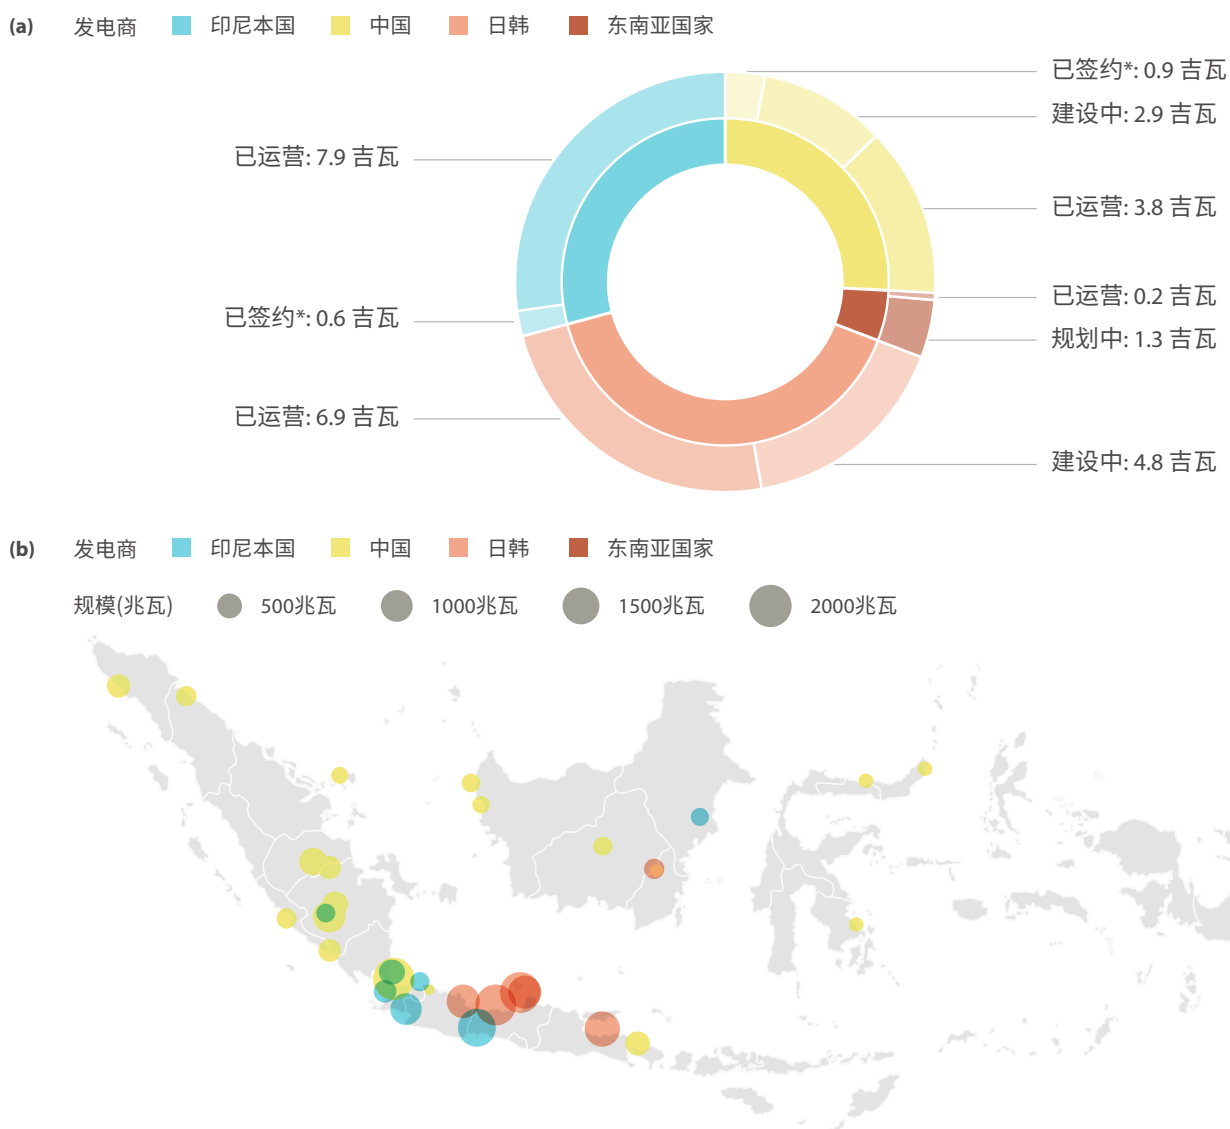 (a) 发电商 印尼本国 中国 日韩 东南亚国家
已签约*: 0.9 吉瓦
建设中: 2.9 吉瓦
已运营: 7.9 吉瓦
已运营: 3.8 吉瓦
已运营: 0.2 吉瓦
已签约*: 0.6 吉瓦
规划中: 1.3 吉瓦
已运营: 6.9 吉瓦
建设中: 4.8 吉瓦
(b) 发电商 印尼本国 中国 日韩 东南亚国家
规模(兆瓦) 500兆瓦 1000兆瓦 1500兆瓦 2000兆瓦